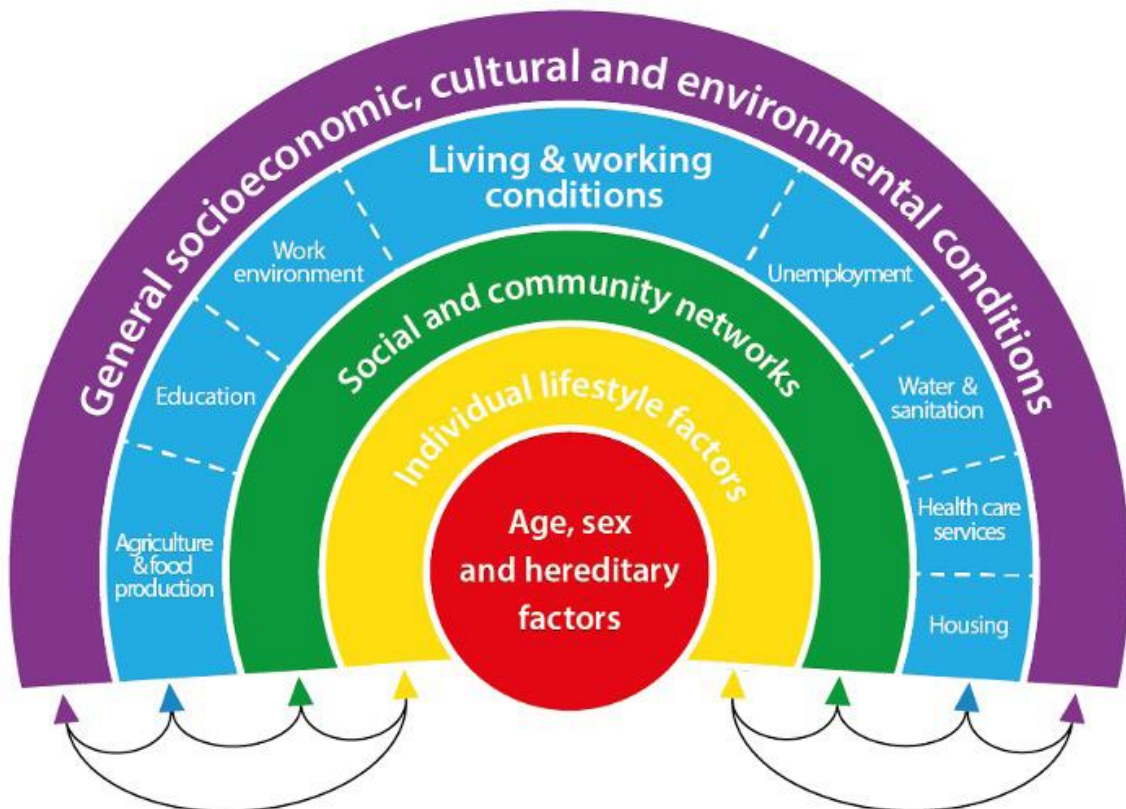 General socioeconomic, cultural and environmental conditions
Living & working
conditions
Work
environment
Unemployment
Education
Water &
sanitation
Agriculture
& food
production
Health care
services
Housing
Social and community networks
Individual lifestyle factors
Age, sex
and hereditary
factors